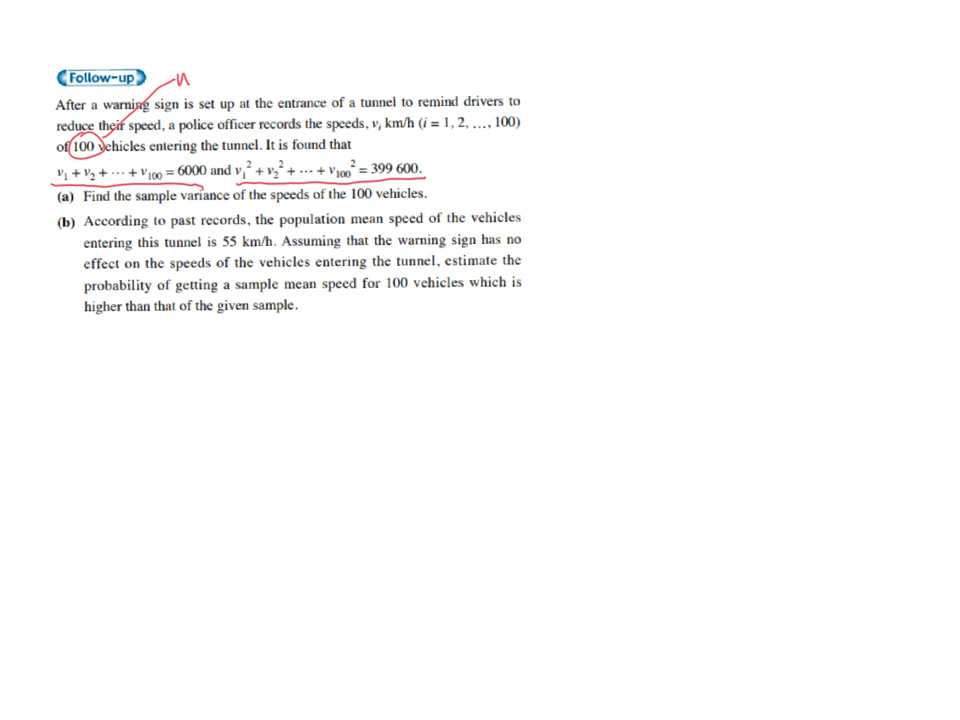 Follow-up
n
After a warning sign is set up at the entrance of a tunnel to remind drivers to
reduce their speed, a police officer records the speeds, vᵢ km/h (i = 1, 2, …, 100)
of 100 vehicles entering the tunnel. It is found that
v₁ + v₂ + ⋯ + v₁₀₀ = 6000 and v₁² + v₂² + ⋯ + v₁₀₀² = 399 600.
(a) Find the sample variance of the speeds of the 100 vehicles.
(b) According to past records, the population mean speed of the vehicles
entering this tunnel is 55 km/h. Assuming that the warning sign has no
effect on the speeds of the vehicles entering the tunnel, estimate the
probability of getting a sample mean speed for 100 vehicles which is
higher than that of the given sample.